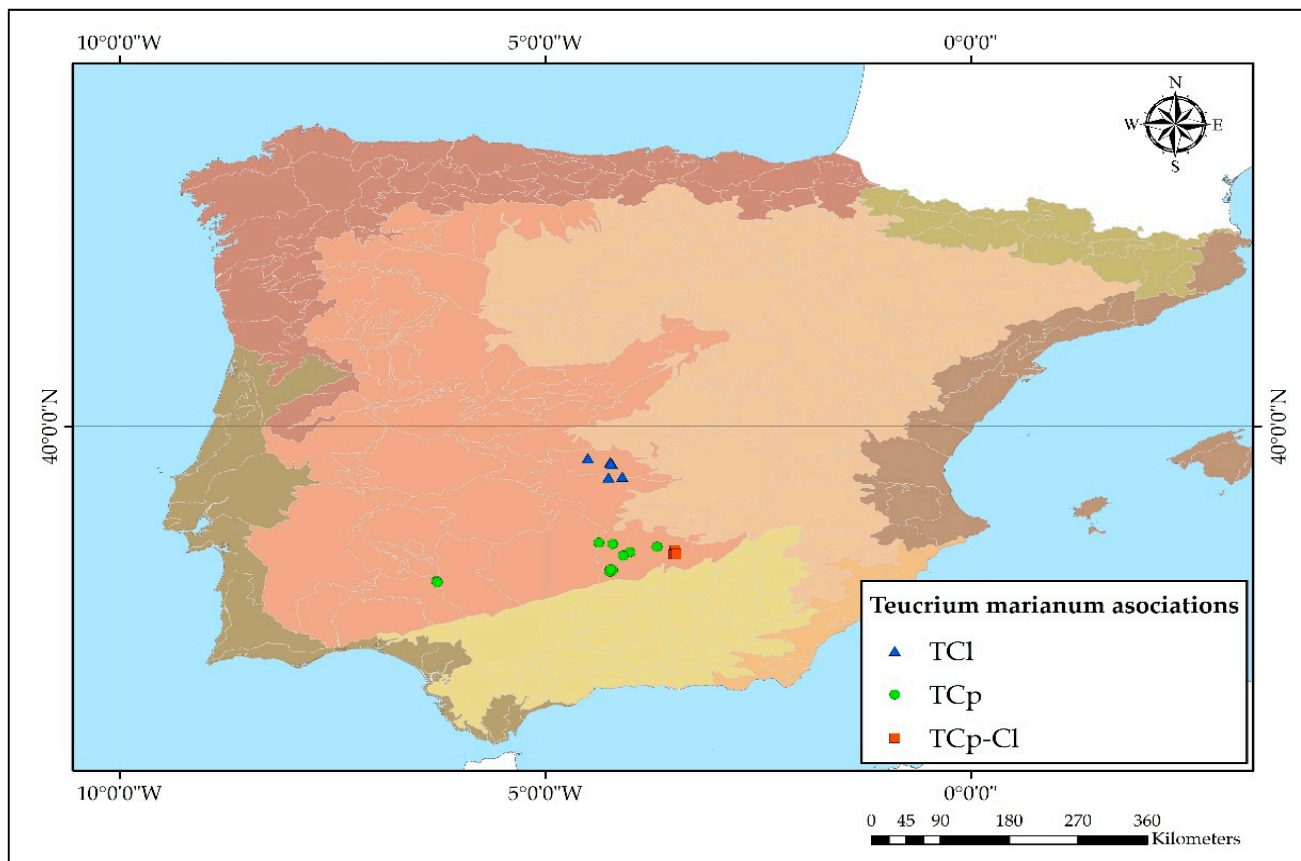 10°0'0"W 5°0'0"W 0°0'0"
N
W E
S
40°0'0"N 40°0'0"N
Teucrium marianum asociations
TCl
TCp
TCp-Cl
10°0'0"W 5°0'0"W 0°0'0"
0 45 90 180 270 360
Kilometers